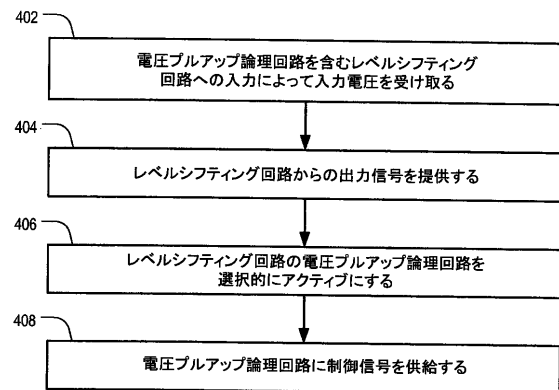 402
電圧プルアップ論理回路を含むレベルシフティング
回路への入力によって入力電圧を受け取る
404
レベルシフティング回路からの出力信号を提供する
406
レベルシフティング回路の電圧プルアップ論理回路を
選択的にアクティブにする
408
電圧プルアップ論理回路に制御信号を供給する